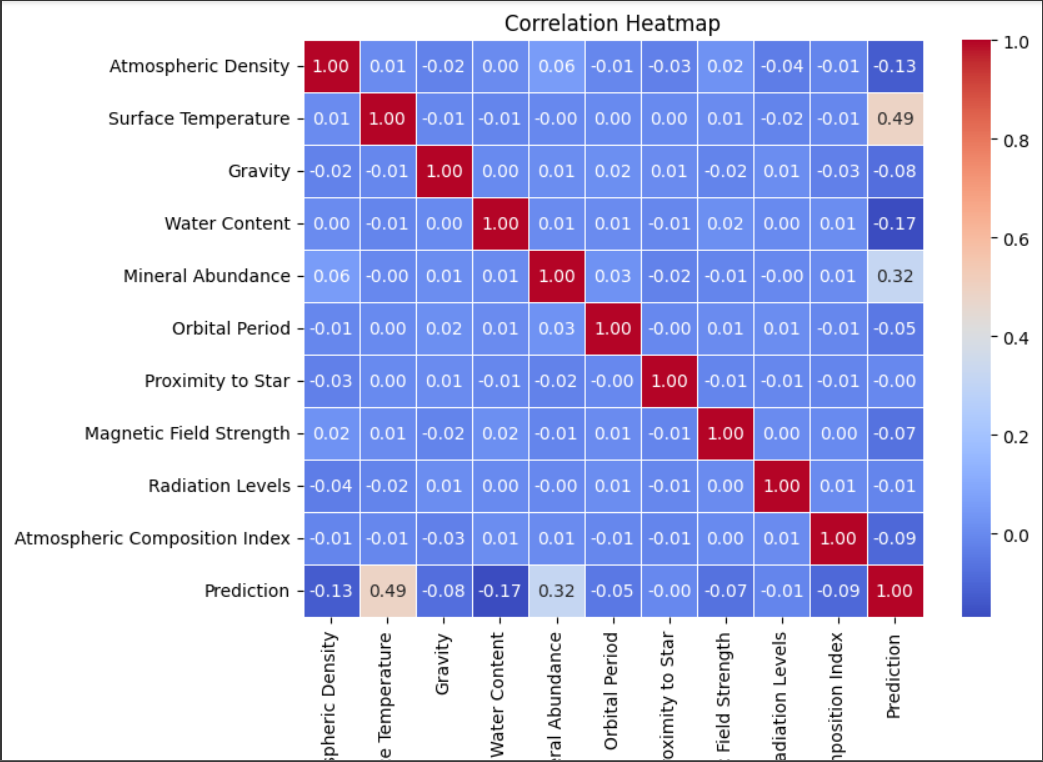 Correlation Heatmap
Atmospheric Density 1.00 0.01 -0.02 0.00 0.06 -0.01 -0.03 0.02 -0.04 -0.01 -0.13
Surface Temperature 0.01 1.00 -0.01 -0.01 -0.00 0.00 0.00 0.01 -0.02 -0.01 0.49
Gravity -0.02 -0.01 1.00 0.00 0.01 0.02 0.01 -0.02 0.01 -0.03 -0.08
Water Content 0.00 -0.01 0.00 1.00 0.01 0.01 -0.01 0.02 0.00 0.01 -0.17
Mineral Abundance 0.06 -0.00 0.01 0.01 1.00 0.03 -0.02 -0.01 -0.00 0.01 0.32
Orbital Period -0.01 0.00 0.02 0.01 0.03 1.00 -0.00 0.01 0.01 -0.01 -0.05
Proximity to Star -0.03 0.00 0.01 -0.01 -0.02 -0.00 1.00 -0.01 -0.01 -0.01 -0.00
Magnetic Field Strength 0.02 0.01 -0.02 0.02 -0.01 0.01 -0.01 1.00 0.00 0.00 -0.07
Radiation Levels -0.04 -0.02 0.01 0.00 -0.00 0.01 -0.01 0.00 1.00 0.01 -0.01
Atmospheric Composition Index -0.01 -0.01 -0.03 0.01 0.01 -0.01 -0.01 0.00 0.01 1.00 -0.09
Prediction -0.13 0.49 -0.08 -0.17 0.32 -0.05 -0.00 -0.07 -0.01 -0.09 1.00
spheric Density
e Temperature
Gravity
Water Content
eral Abundance
Orbital Period
oximity to Star
Field Strength
adiation Levels
position Index
Prediction
1.0
0.8
0.6
0.4
0.2
0.0